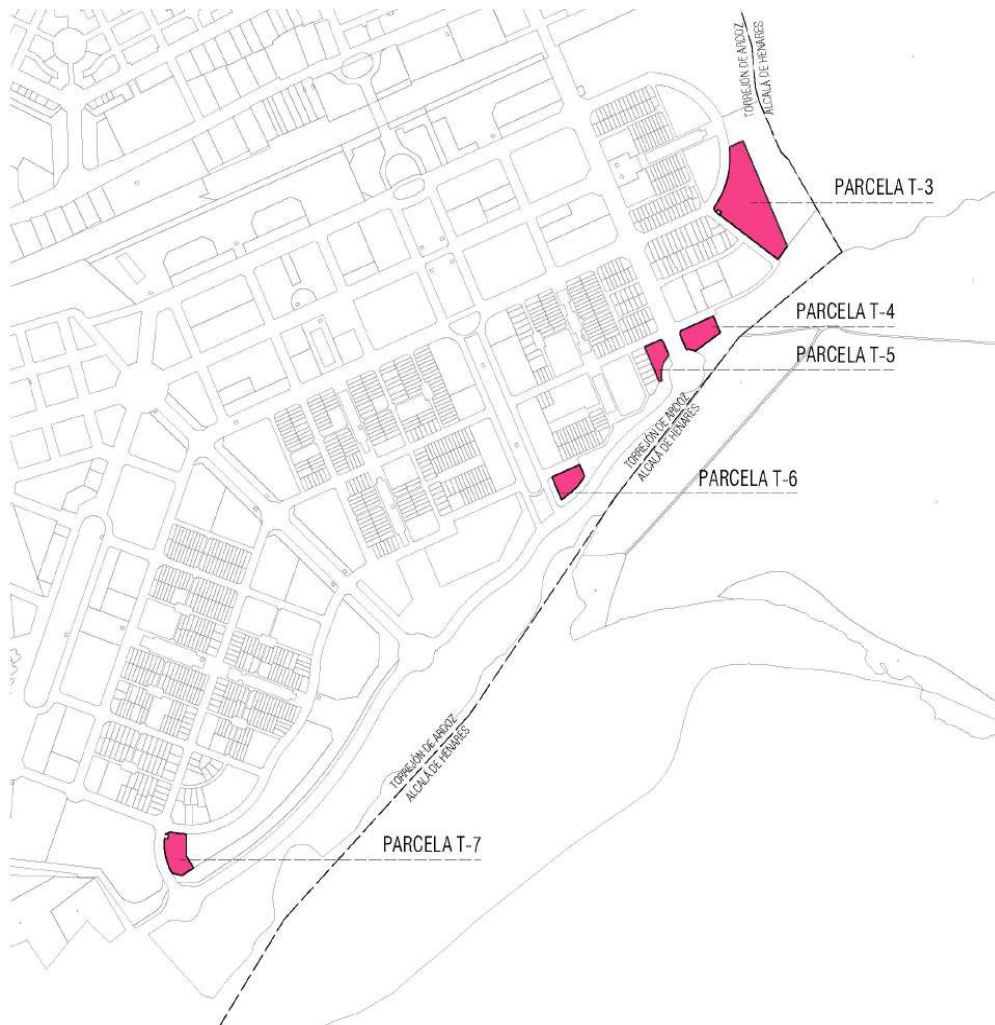 TORREJÓN DE ARDOZ
ALCALÁ DE HENARES
PARCELA T-3
PARCELA T-4
PARCELA T-5
TORREJÓN DE ARDOZ
ALCALÁ DE HENARES
PARCELA T-6
TORREJÓN DE ARDOZ
ALCALÁ DE HENARES
PARCELA T-7